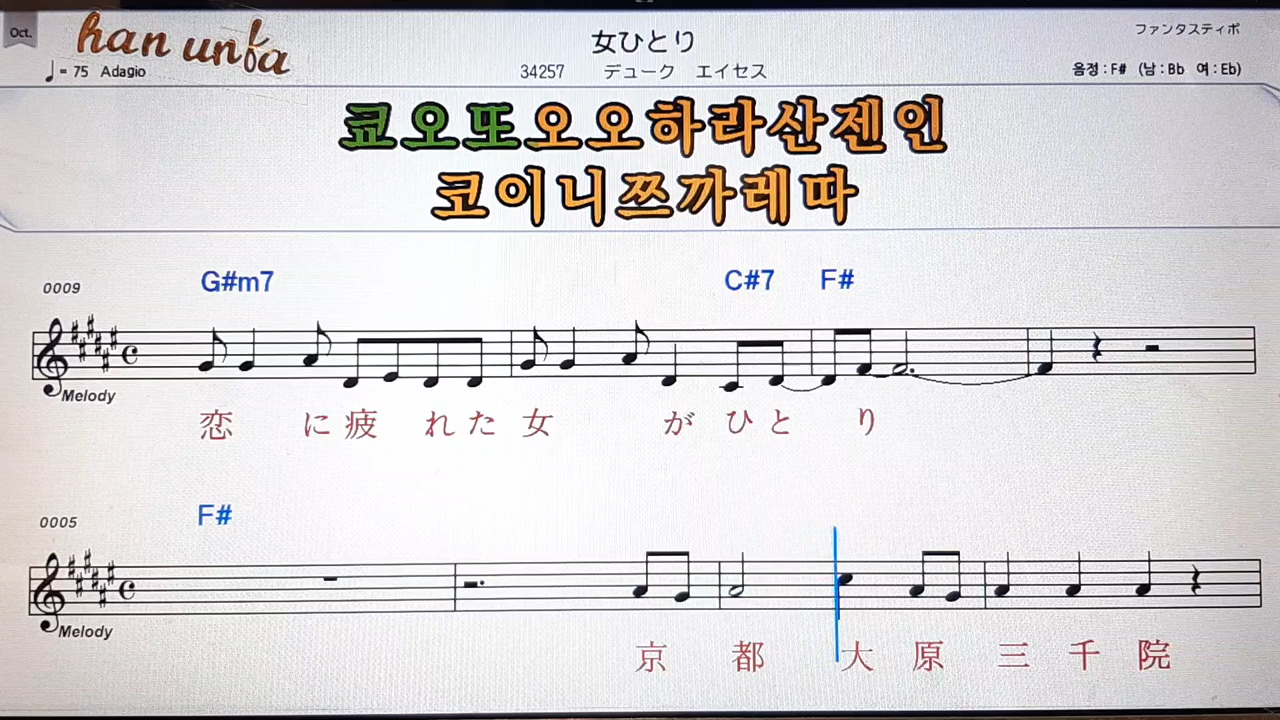 Oct.
han unfa
女ひとり
ファンタスティポ
♩= 75 Adagio
34257 デューク エイセス
음정 : F# (남 : Bb 여 : Eb)
쿄오또오오하라산젠인
코이니쯔까레따
0009
G#m7 C#7 F#
Melody
恋 に 疲 れ た 女 が ひ と り
0005
F#
Melody
京 都 大 原 三 千 院